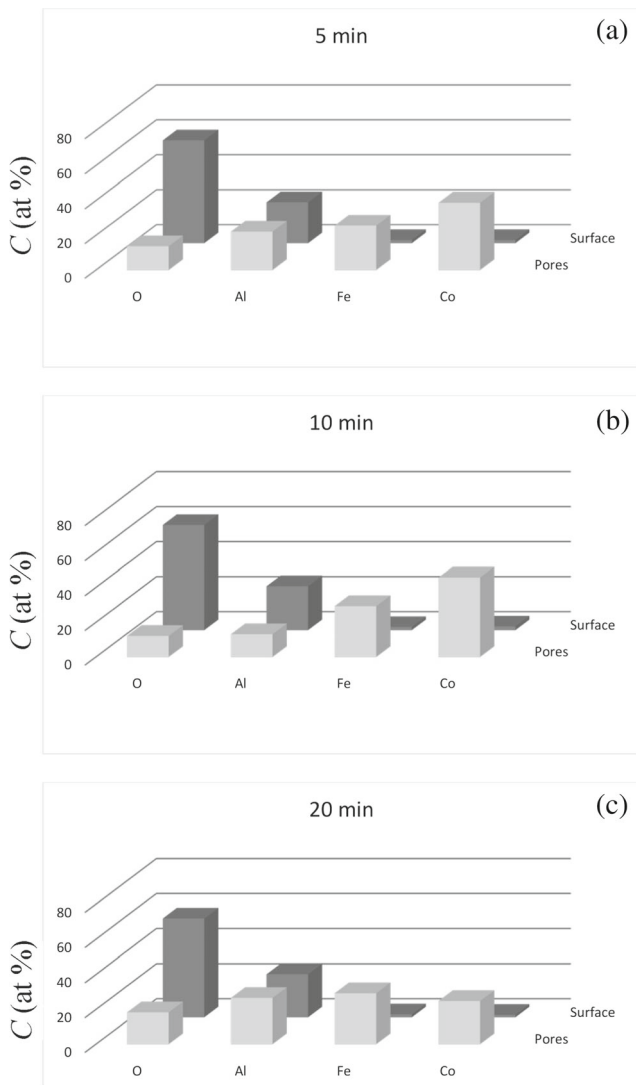 5 min
(a)
C (at %)
80
60
40
20
0
O Al Fe Co
Surface
Pores
10 min
(b)
C (at %)
80
60
40
20
0
O Al Fe Co
Surface
Pores
20 min
(c)
C (at %)
80
60
40
20
0
O Al Fe Co
Surface
Pores